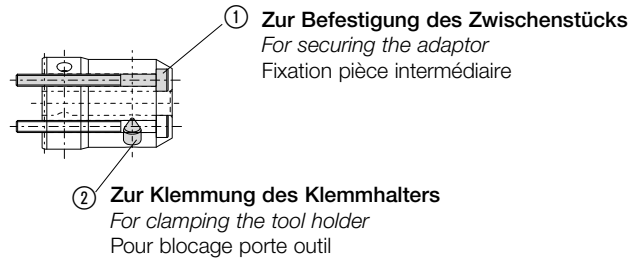 ① Zur Befestigung des Zwischenstücks
For securing the adaptor
Fixation pièce intermédiaire
② Zur Klemmung des Klemmhalters
For clamping the tool holder
Pour blocage porte outil